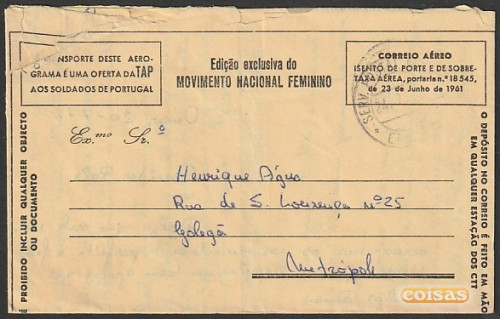 O TRANSPORTE DESTE AERO-
GRAMA É UMA OFERTA DA TAP
AOS SOLDADOS DE PORTUGAL
Edição exclusiva do
MOVIMENTO NACIONAL FEMININO
CORREIO AÉREO
ISENTO DE PORTE E DE SOBRE-
TAXA AÉREA, portaria n.º 18 545,
de 23 de Junho de 1961
SERV
Ex.mo Sr.º
Henrique Água
Rua de S. Lourenço nº 25
Golegã
Metrópole
É PROIBIDO INCLUIR QUALQUER OBJECTO
OU DOCUMENTO
O DEPÓSITO NO CORREIO É FEITO EM MÃO
EM QUALQUER ESTAÇÃO DOS CTT
coisas